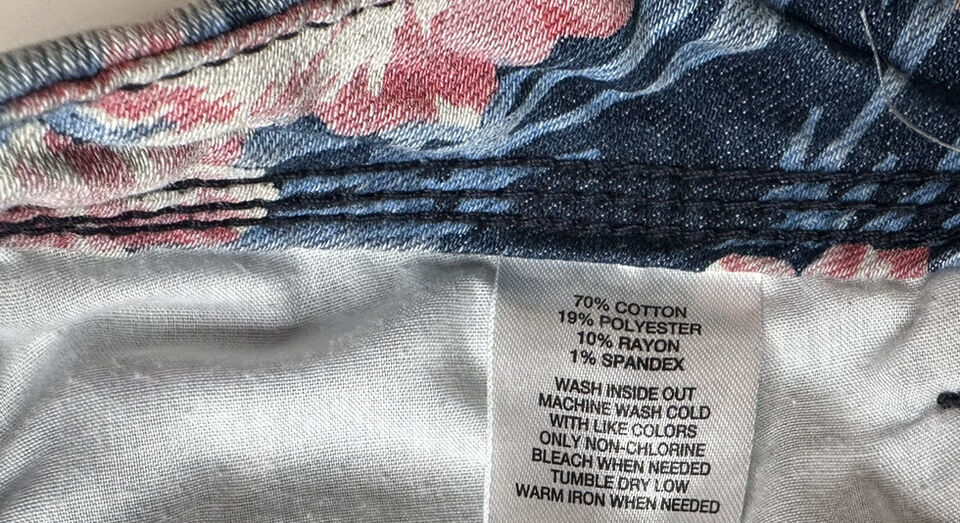 70% COTTON
19% POLYESTER
10% RAYON
1% SPANDEX
WASH INSIDE OUT
MACHINE WASH COLD
WITH LIKE COLORS
ONLY NON-CHLORINE
BLEACH WHEN NEEDED
TUMBLE DRY LOW
WARM IRON WHEN NEEDED